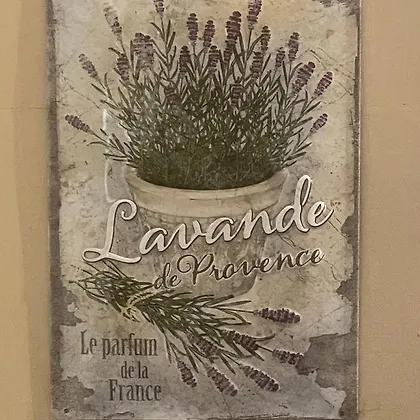 Lavande
de Provence
Le parfum
de la
France